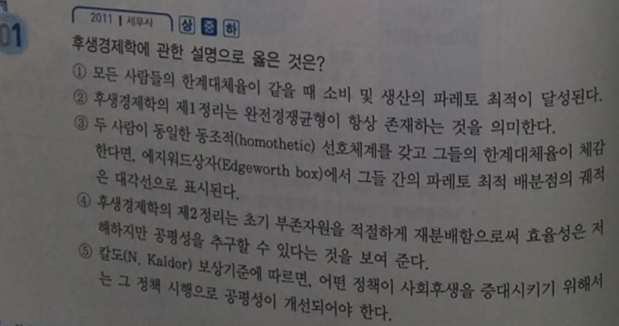 01
2011 | 세무사 상 중 하
후생경제학에 관한 설명으로 옳은 것은?
① 모든 사람들의 한계대체율이 같을 때 소비 및 생산의 파레토 최적이 달성된다.
② 후생경제학의 제1정리는 완전경쟁균형이 항상 존재하는 것을 의미한다.
③ 두 사람이 동일한 동조적(homothetic) 선호체계를 갖고 그들의 한계대체율이 체감
한다면, 에지워드상자(Edgeworth box)에서 그들 간의 파레토 최적 배분점의 궤적
은 대각선으로 표시된다.
④ 후생경제학의 제2정리는 초기 부존자원을 적절하게 재분배함으로써 효율성은 저
해하지만 공평성을 추구할 수 있다는 것을 보여 준다.
⑤ 칼도(N. Kaldor) 보상기준에 따르면, 어떤 정책이 사회후생을 증대시키기 위해서
는 그 정책 시행으로 공평성이 개선되어야 한다.